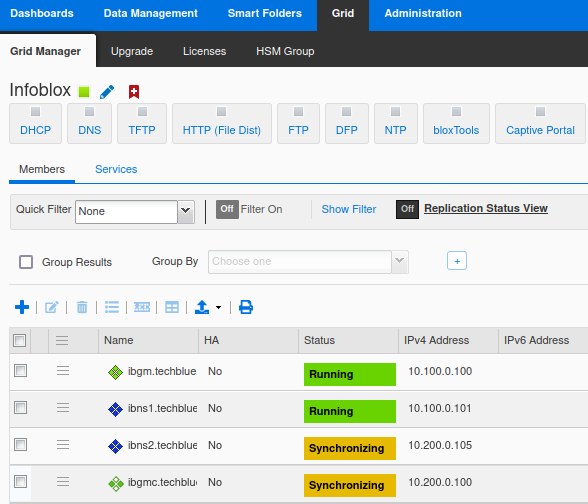 Dashboards Data Management Smart Folders Grid Administration
Grid Manager Upgrade Licenses HSM Group
Infoblox
DHCP DNS TFTP HTTP (File Dist) FTP DFP NTP bloxTools Captive Portal
Members Services
Quick Filter None Off Filter On Show Filter Off Replication Status View
Group Results Group By Choose one +
Name HA Status IPv4 Address IPv6 Address
ibgm.techblue No Running 10.100.0.100
ibns1.techblue No Running 10.100.0.101
ibns2.techblue No Synchronizing 10.200.0.105
ibgmc.techblu No Synchronizing 10.200.0.100